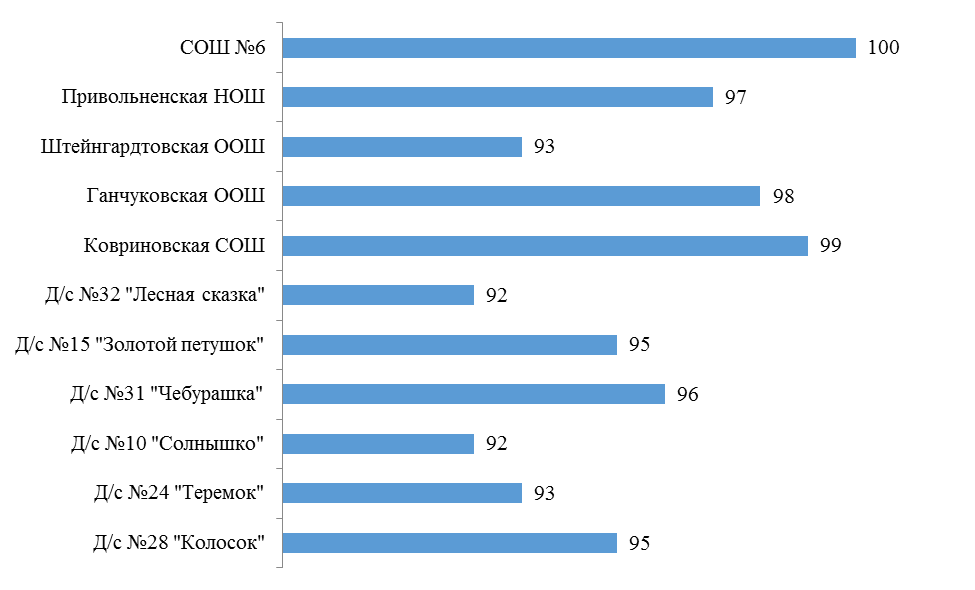 СОШ №6 100
Привольненская НОШ 97
Штейнгардтовская ООШ 93
Ганчуковская ООШ 98
Ковриновская СОШ 99
Д/с №32 "Лесная сказка" 92
Д/с №15 "Золотой петушок" 95
Д/с №31 "Чебурашка" 96
Д/с №10 "Солнышко" 92
Д/с №24 "Теремок" 93
Д/с №28 "Колосок" 95